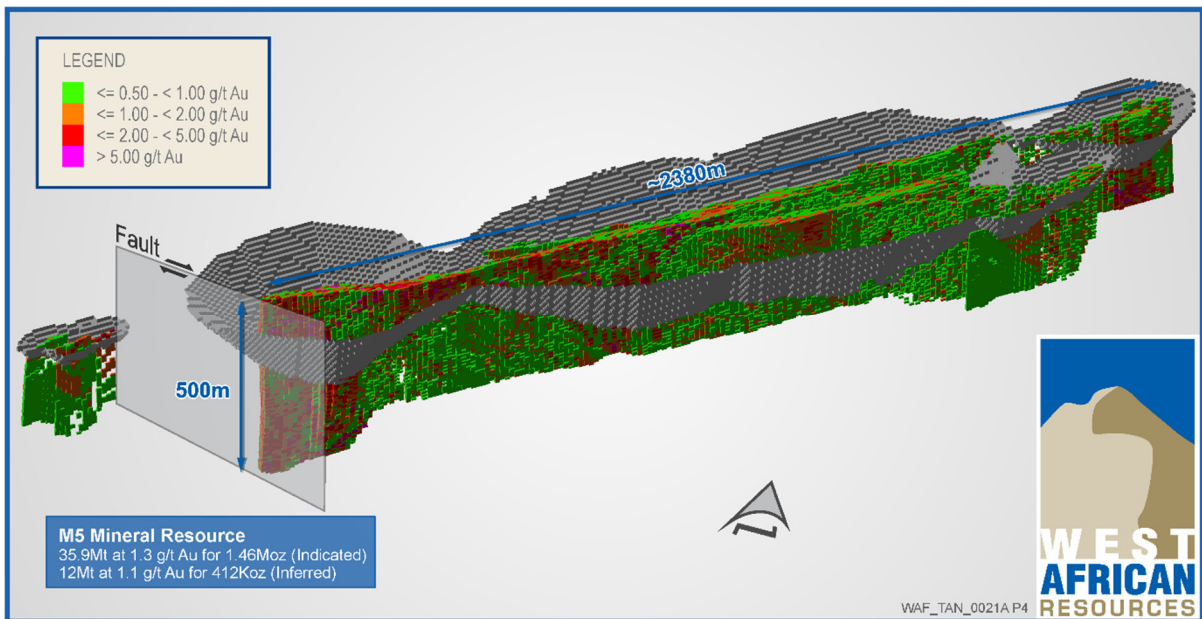 LEGEND
<= 0.50 - < 1.00 g/t Au
<= 1.00 - < 2.00 g/t Au
<= 2.00 - < 5.00 g/t Au
> 5.00 g/t Au
~2380m
Fault
500m
M5 Mineral Resource
35.9Mt at 1.3 g/t Au for 1.46Moz (Indicated)
12Mt at 1.1 g/t Au for 412Koz (Inferred)
Z
WEST
AFRICAN
RESOURCES
WAF_TAN_0021A P4